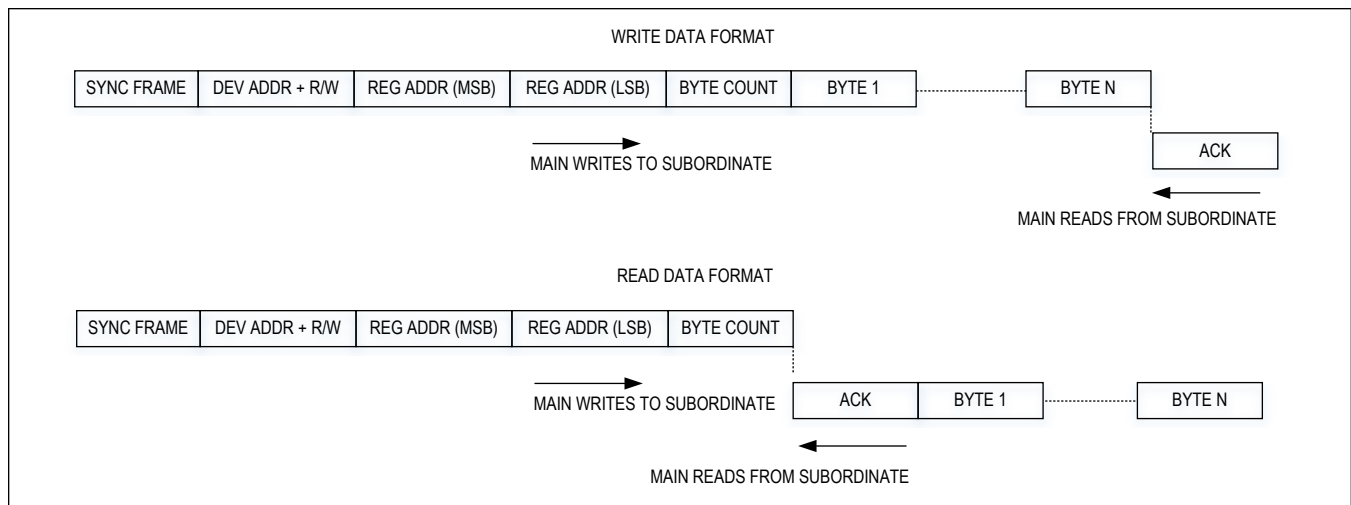 WRITE DATA FORMAT
SYNC FRAME DEV ADDR + R/W REG ADDR (MSB) REG ADDR (LSB) BYTE COUNT BYTE 1 BYTE N
ACK
MAIN WRITES TO SUBORDINATE
MAIN READS FROM SUBORDINATE
READ DATA FORMAT
SYNC FRAME DEV ADDR + R/W REG ADDR (MSB) REG ADDR (LSB) BYTE COUNT
MAIN WRITES TO SUBORDINATE
ACK BYTE 1 BYTE N
MAIN READS FROM SUBORDINATE